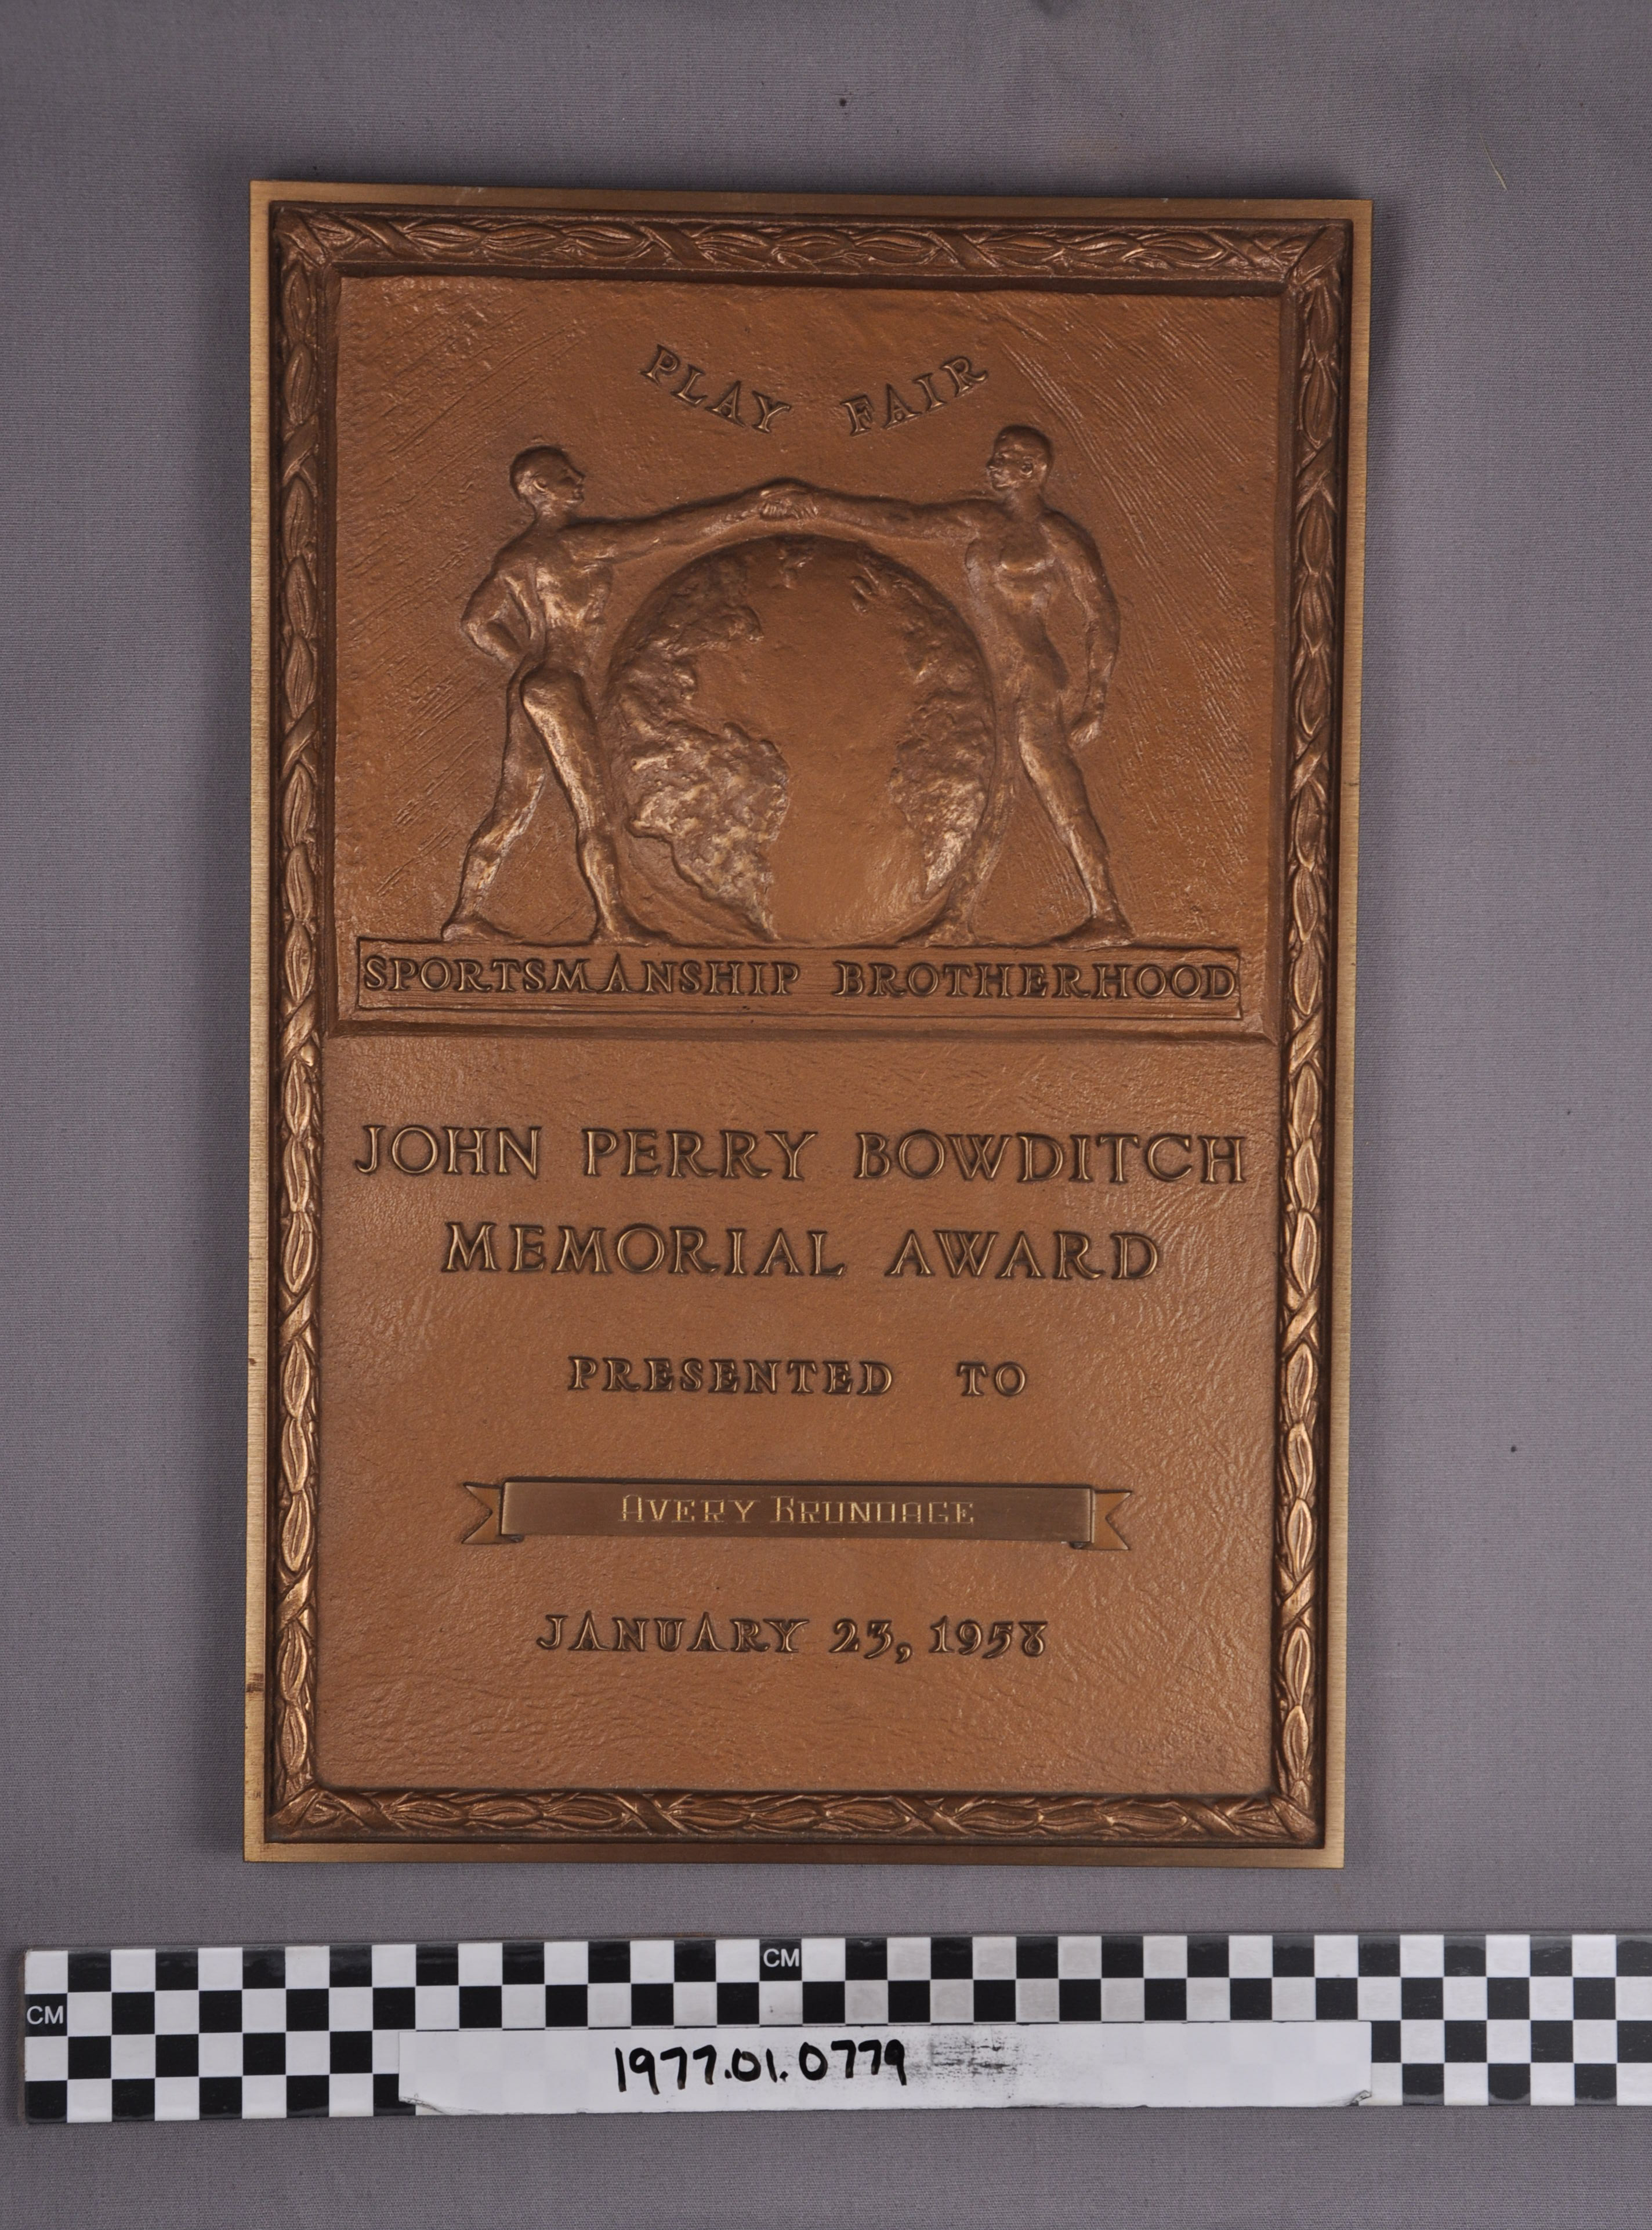 PLAY FAIR
SPORTSMANSHIP BROTHERHOOD
JOHN PERRY BOWDITCH
MEMORIAL AWARD
PRESENTED TO
AVERY BRUNDAGE
JANUARY 23, 1958
CM
CM
1977.01.0779